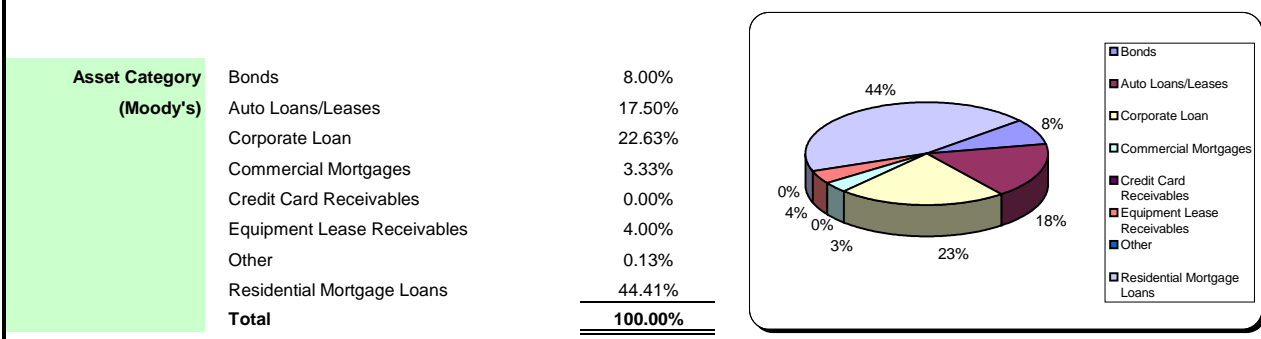 Asset Category Bonds 8.00%
(Moody's) Auto Loans/Leases 17.50%
Corporate Loan 22.63%
Commercial Mortgages 3.33%
Credit Card Receivables 0.00%
Equipment Lease Receivables 4.00%
Other 0.13%
Residential Mortgage Loans 44.41%
Total 100.00%
44%
8%
18%
23%
3%
0%
4%
0%
Bonds
Auto Loans/Leases
Corporate Loan
Commercial Mortgages
Credit Card
Receivables
Equipment Lease
Receivables
Other
Residential Mortgage
Loans